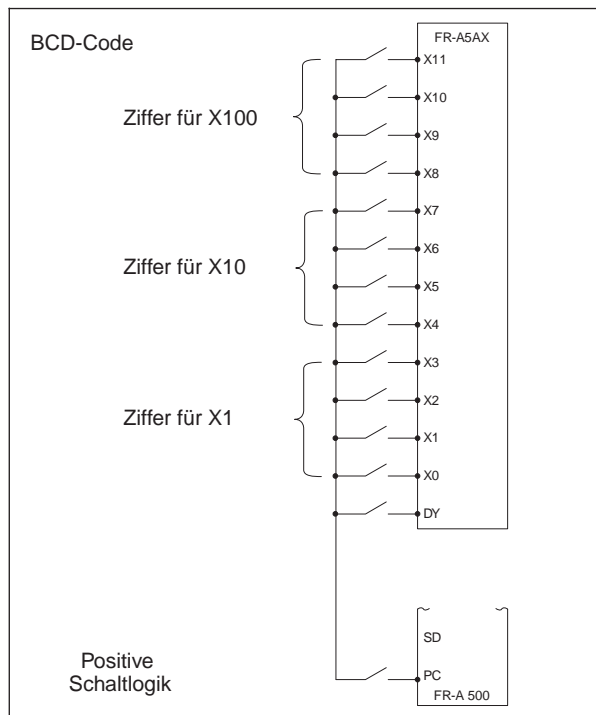 BCD-Code
FR-A5AX
X11
X10
Ziffer für X100
X9
X8
X7
X6
Ziffer für X10
X5
X4
X3
X2
Ziffer für X1
X1
X0
DY
SD
Positive
Schaltlogik
PC
FR-A 500